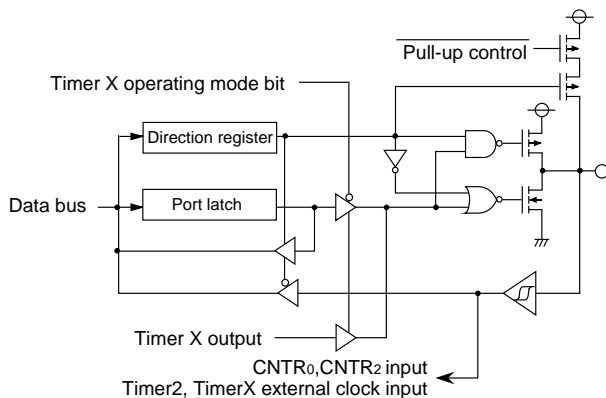 Pull-up control
Timer X operating mode bit
Direction register
Data bus
Port latch
Timer X output
CNTR0,CNTR2 input
Timer2, TimerX external clock input